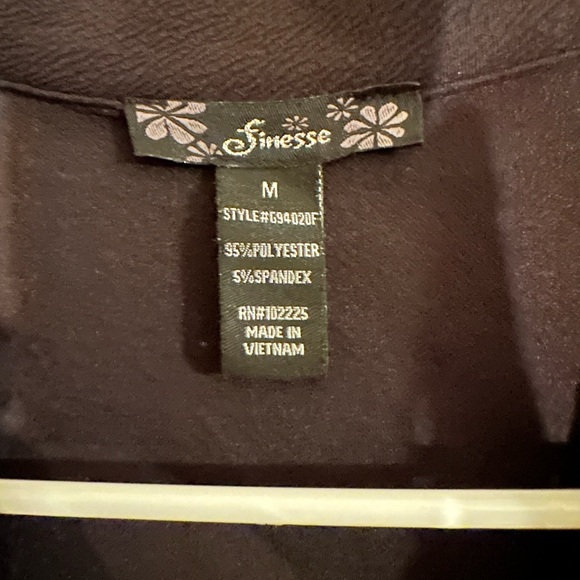 Finesse
M
STYLE#G94020F
95%POLYESTER
5%SPANDEX
RN#102225
MADE IN
VIETNAM